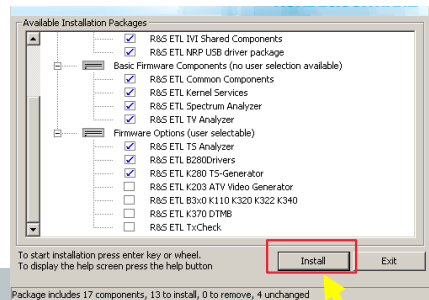 Available Installation Packages
R&S ETL IVI Shared Components
R&S ETL NRP USB driver package
Basic Firmware Components (no user selection available)
R&S ETL Common Components
R&S ETL Kernel Services
R&S ETL Spectrum Analyzer
R&S ETL TV Analyzer
Firmware Options (user selectable)
R&S ETL TS Analyzer
R&S ETL B280Drivers
R&S ETL K280 TS-Generator
R&S ETL K203 ATV Video Generator
R&S ETL B3x0 K110 K320 K322 K340
R&S ETL K370 DTMB
R&S ETL TxCheck
To start installation press enter key or wheel.
To display the help screen press the help button
Install
Exit
Package includes 17 components, 13 to install, 0 to remove, 4 unchanged